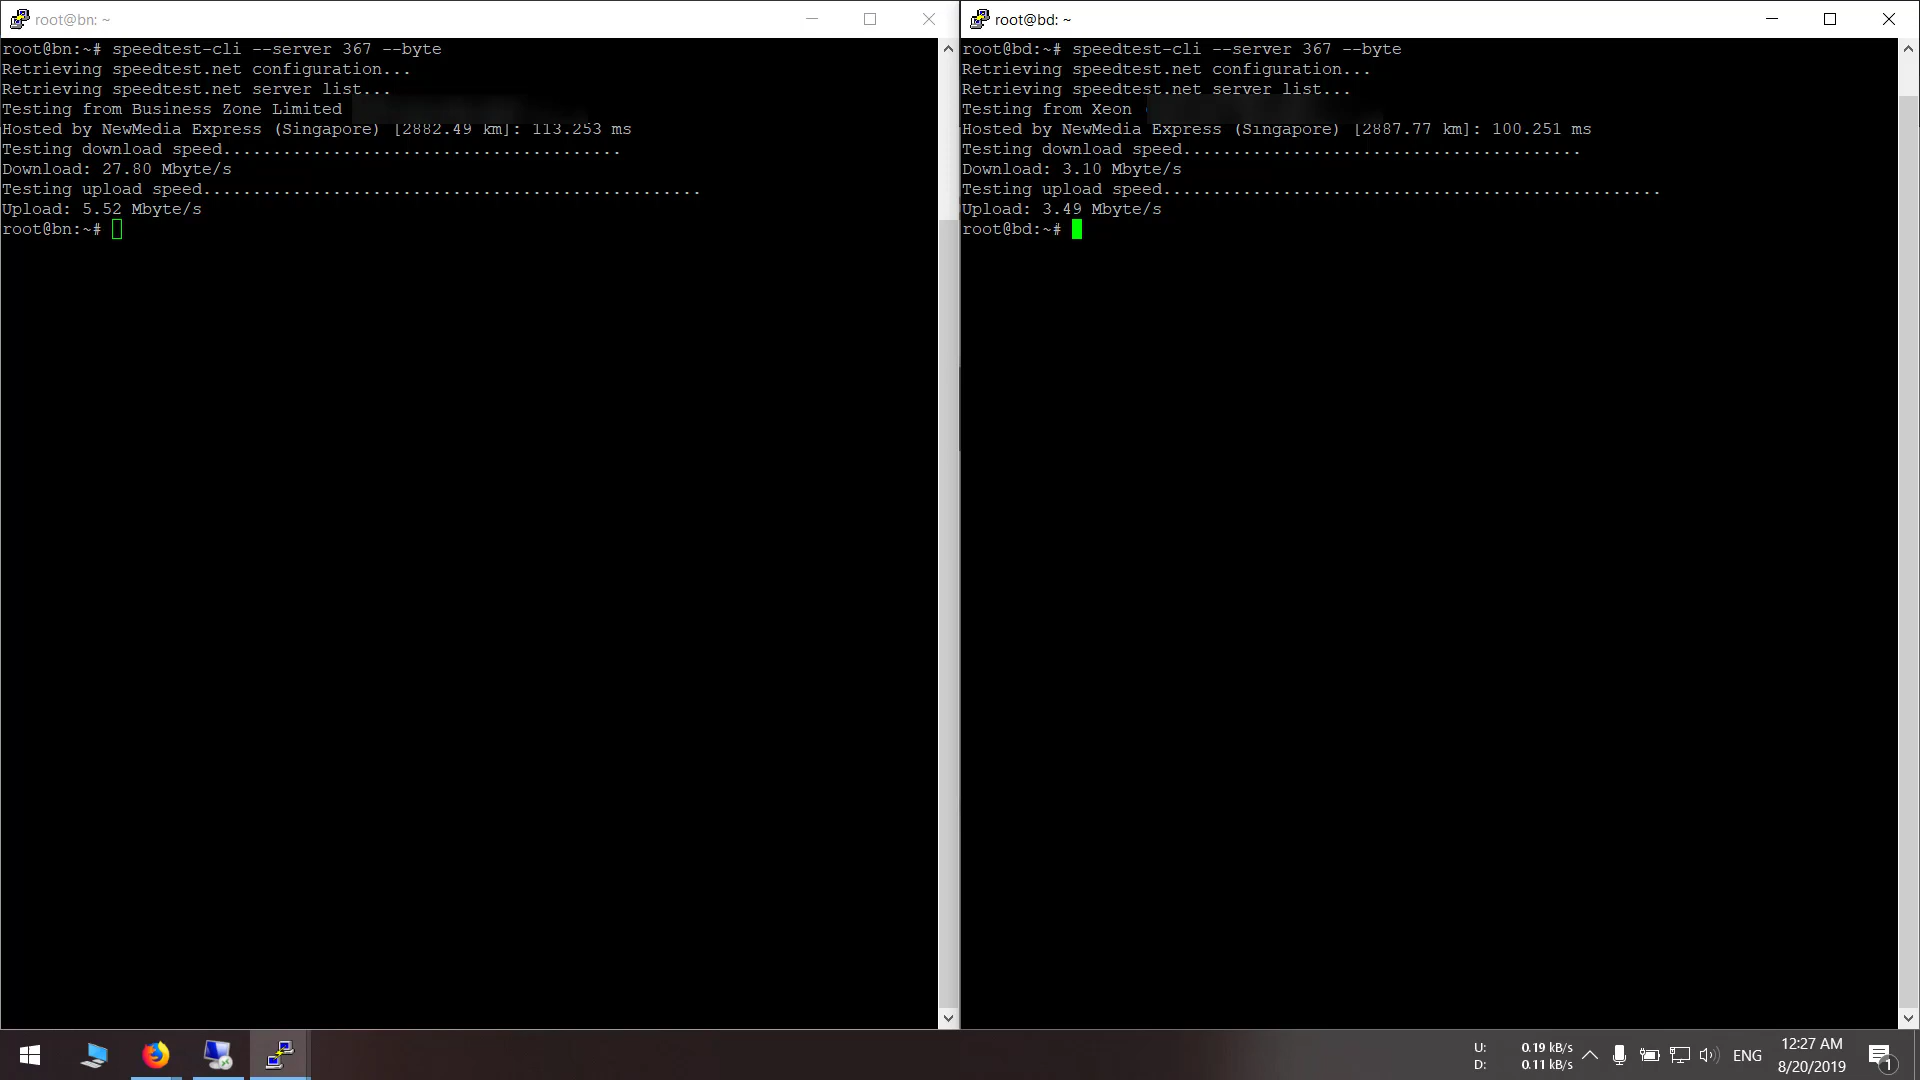 root@bn: ~
root@bn:~# speedtest-cli --server 367 --byte
Retrieving speedtest.net configuration...
Retrieving speedtest.net server list...
Testing from Business Zone Limited
Hosted by NewMedia Express (Singapore) [2882.49 km]: 113.253 ms
Testing download speed........................................
Download: 27.80 Mbyte/s
Testing upload speed..................................................
Upload: 5.52 Mbyte/s
root@bn:~#
root@bd: ~
root@bd:~# speedtest-cli --server 367 --byte
Retrieving speedtest.net configuration...
Retrieving speedtest.net server list...
Testing from Xeon
Hosted by NewMedia Express (Singapore) [2887.77 km]: 100.251 ms
Testing download speed........................................
Download: 3.10 Mbyte/s
Testing upload speed..................................................
Upload: 3.49 Mbyte/s
root@bd:~#
U: 0.19 kB/s
D: 0.11 kB/s
ENG
12:27 AM
8/20/2019
1